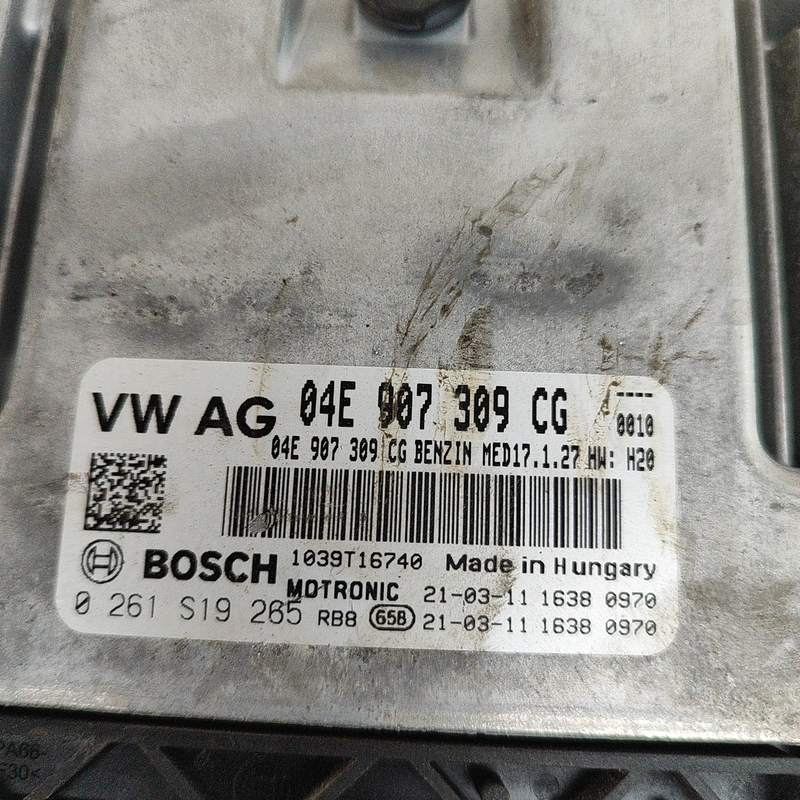 VW AG 04E 907 309 CG ----
0010
04E 907 309 CG BENZIN MED17.1.27 HW: H20
BOSCH 1039T16740 Made in Hungary
MOTRONIC 21-03-11 1638 0970
0 261 S19 265 RB8 658 21-03-11 1638 0970
PA66-
F30<